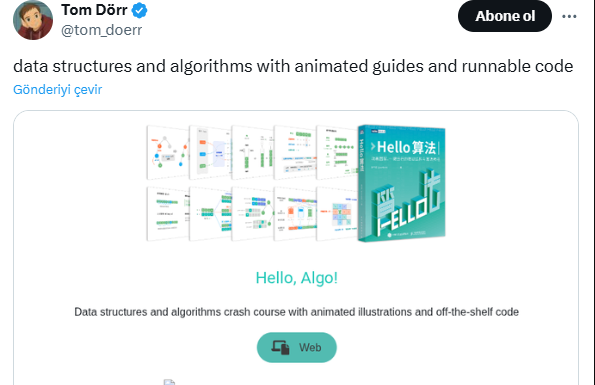 Tom Dörr
@tom_doerr
Abone ol
data structures and algorithms with animated guides and runnable code
Gönderiyi çevir
Hello 算法
HELLO
Hello, Algo!
Data structures and algorithms crash course with animated illustrations and off-the-shelf code
Web